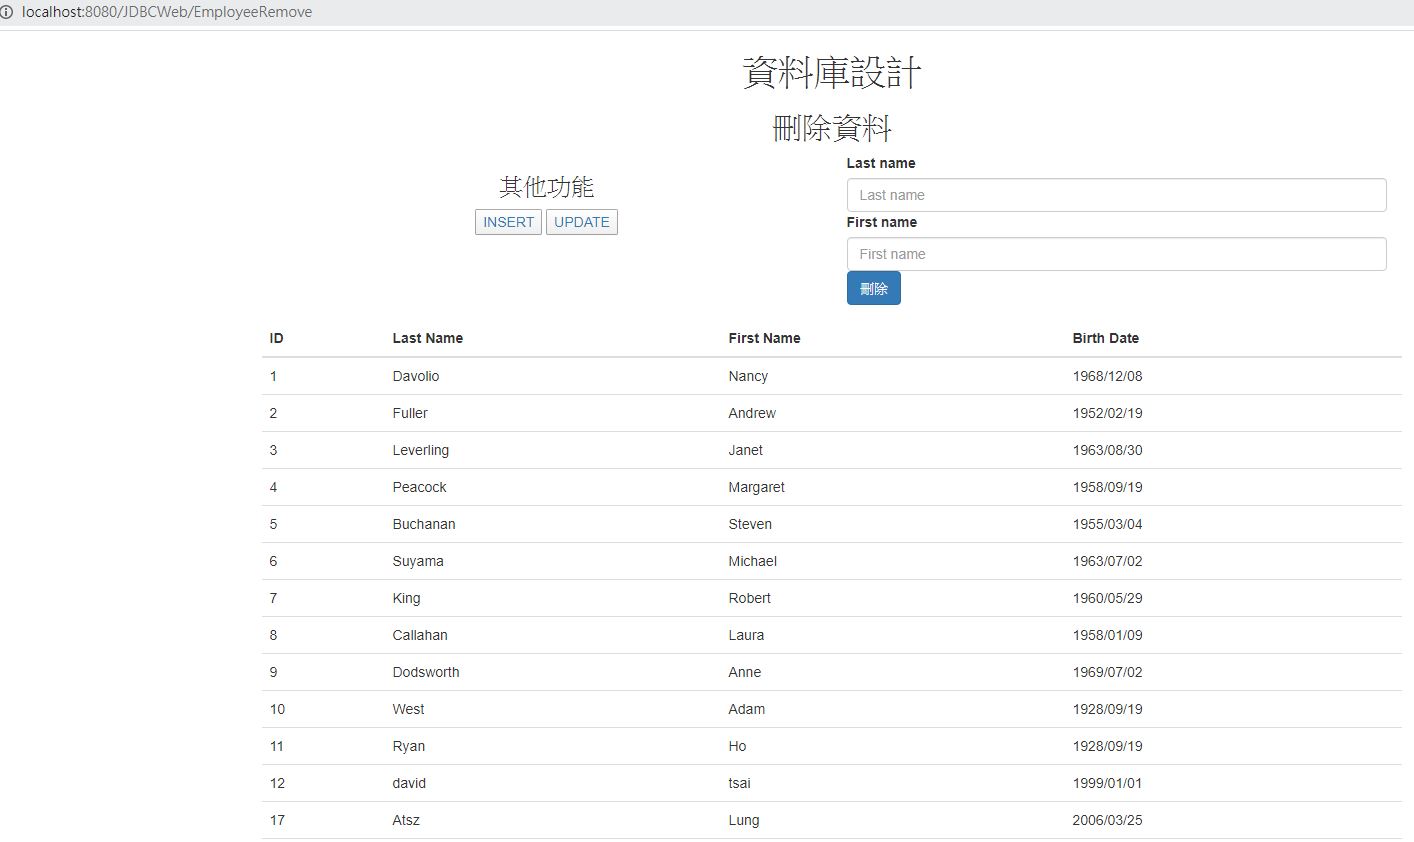 localhost:8080/JDBCWeb/EmployeeRemove
資料庫設計
刪除資料
其他功能
INSERT UPDATE
Last name
Last name
First name
First name
刪除
ID Last Name First Name Birth Date
1 Davolio Nancy 1968/12/08
2 Fuller Andrew 1952/02/19
3 Leverling Janet 1963/08/30
4 Peacock Margaret 1958/09/19
5 Buchanan Steven 1955/03/04
6 Suyama Michael 1963/07/02
7 King Robert 1960/05/29
8 Callahan Laura 1958/01/09
9 Dodsworth Anne 1969/07/02
10 West Adam 1928/09/19
11 Ryan Ho 1928/09/19
12 david tsai 1999/01/01
17 Atsz Lung 2006/03/25